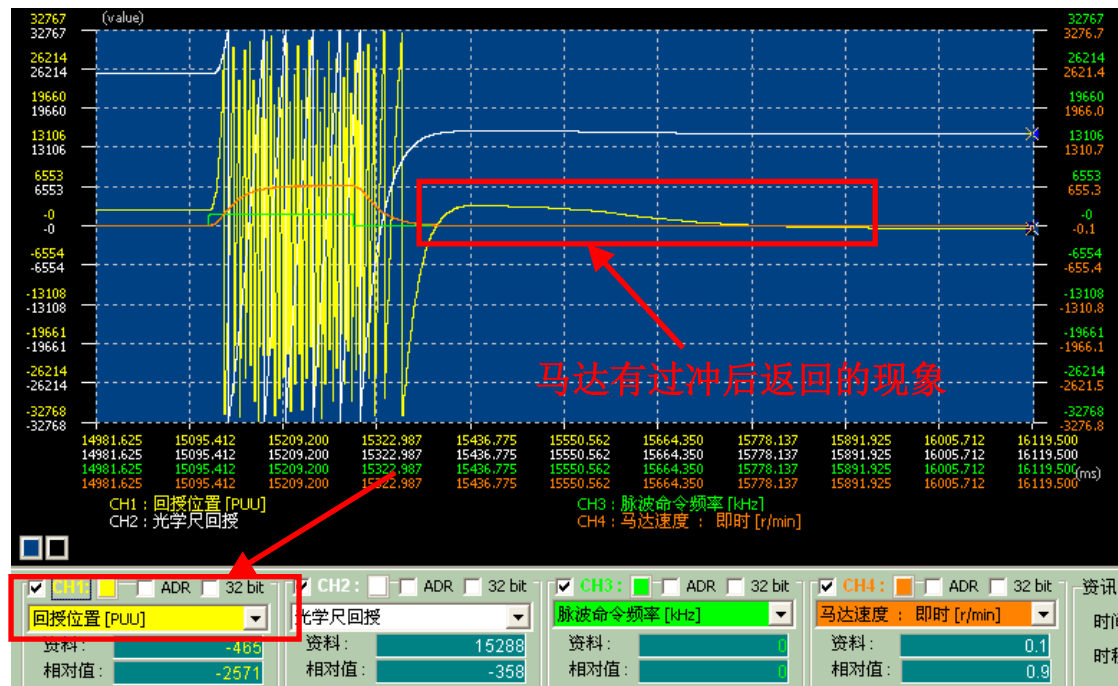 (value)
32767 32767
32767 3276.7
26214 26214
26214 2621.4
19660 19660
19660 1966.0
13106 13106
13106 1310.7
6553 6553
6553 655.3
-0 -0
-0 -0.1
-6554 -6554
-6554 -655.4
-13108 -13108
-13108 -1310.8
-19661 -19661
-19661 -1966.1
-26214 -26214
-26214 -2621.5
-32768 -32768
-32768 -3276.8
马达有过冲后返回的现象
14981.625 15095.412 15209.200 15322.987 15436.775 15550.562 15664.350 15778.137 15891.925 16005.712 16119.500
14981.625 15095.412 15209.200 15322.987 15436.775 15550.562 15664.350 15778.137 15891.925 16005.712 16119.500
14981.625 15095.412 15209.200 15322.987 15436.775 15550.562 15664.350 15778.137 15891.925 16005.712 16119.500 (ms)
14981.625 15095.412 15209.200 15322.987 15436.775 15550.562 15664.350 15778.137 15891.925 16005.712 16119.500
CH1 : 回授位置 [PUU] CH3 : 脉波命令频率 [kHz]
CH2 : 光学尺回授 CH4 : 马达速度 : 即时 [r/min]
CH1: ADR 32 bit CH2 : ADR 32 bit CH3 : ADR 32 bit CH4 : ADR 32 bit 资讯
回授位置 [PUU] 光学尺回授 脉波命令频率 [kHz] 马达速度 : 即时 [r/min]
资料 : -465 资料 : 15288 资料 : 0 资料 : 0.1
相对值 : -2571 相对值 : -358 相对值 : 0 相对值 : 0.9